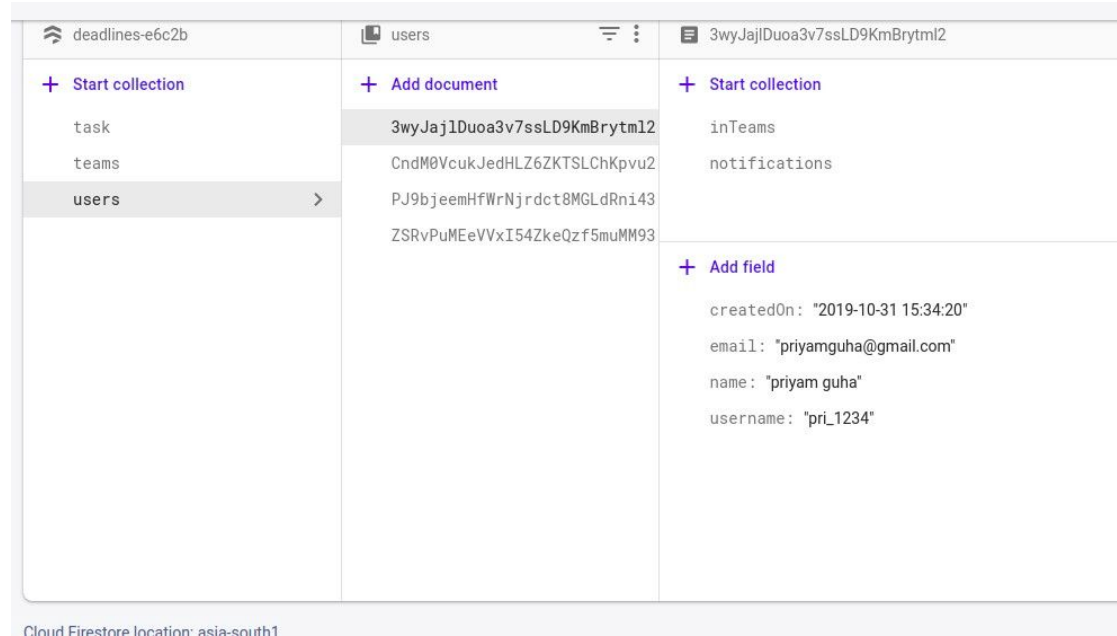 deadlines-e6c2b
Start collection
task
teams
users
users
Add document
3wyJajlDuoa3v7ssLD9KmBrytml2
CndM0VcukJedHLZ6ZKTSLChKpvu2
PJ9bjeemHfWrNjrdct8MGLdRni43
ZSRvPuMEeVVxI54ZkeQzf5muMM93
3wyJajlDuoa3v7ssLD9KmBrytml2
Start collection
inTeams
notifications
Add field
createdOn: "2019-10-31 15:34:20"
email: "priyamguha@gmail.com"
name: "priyam guha"
username: "pri_1234"
Cloud Firestore location: asia-south1